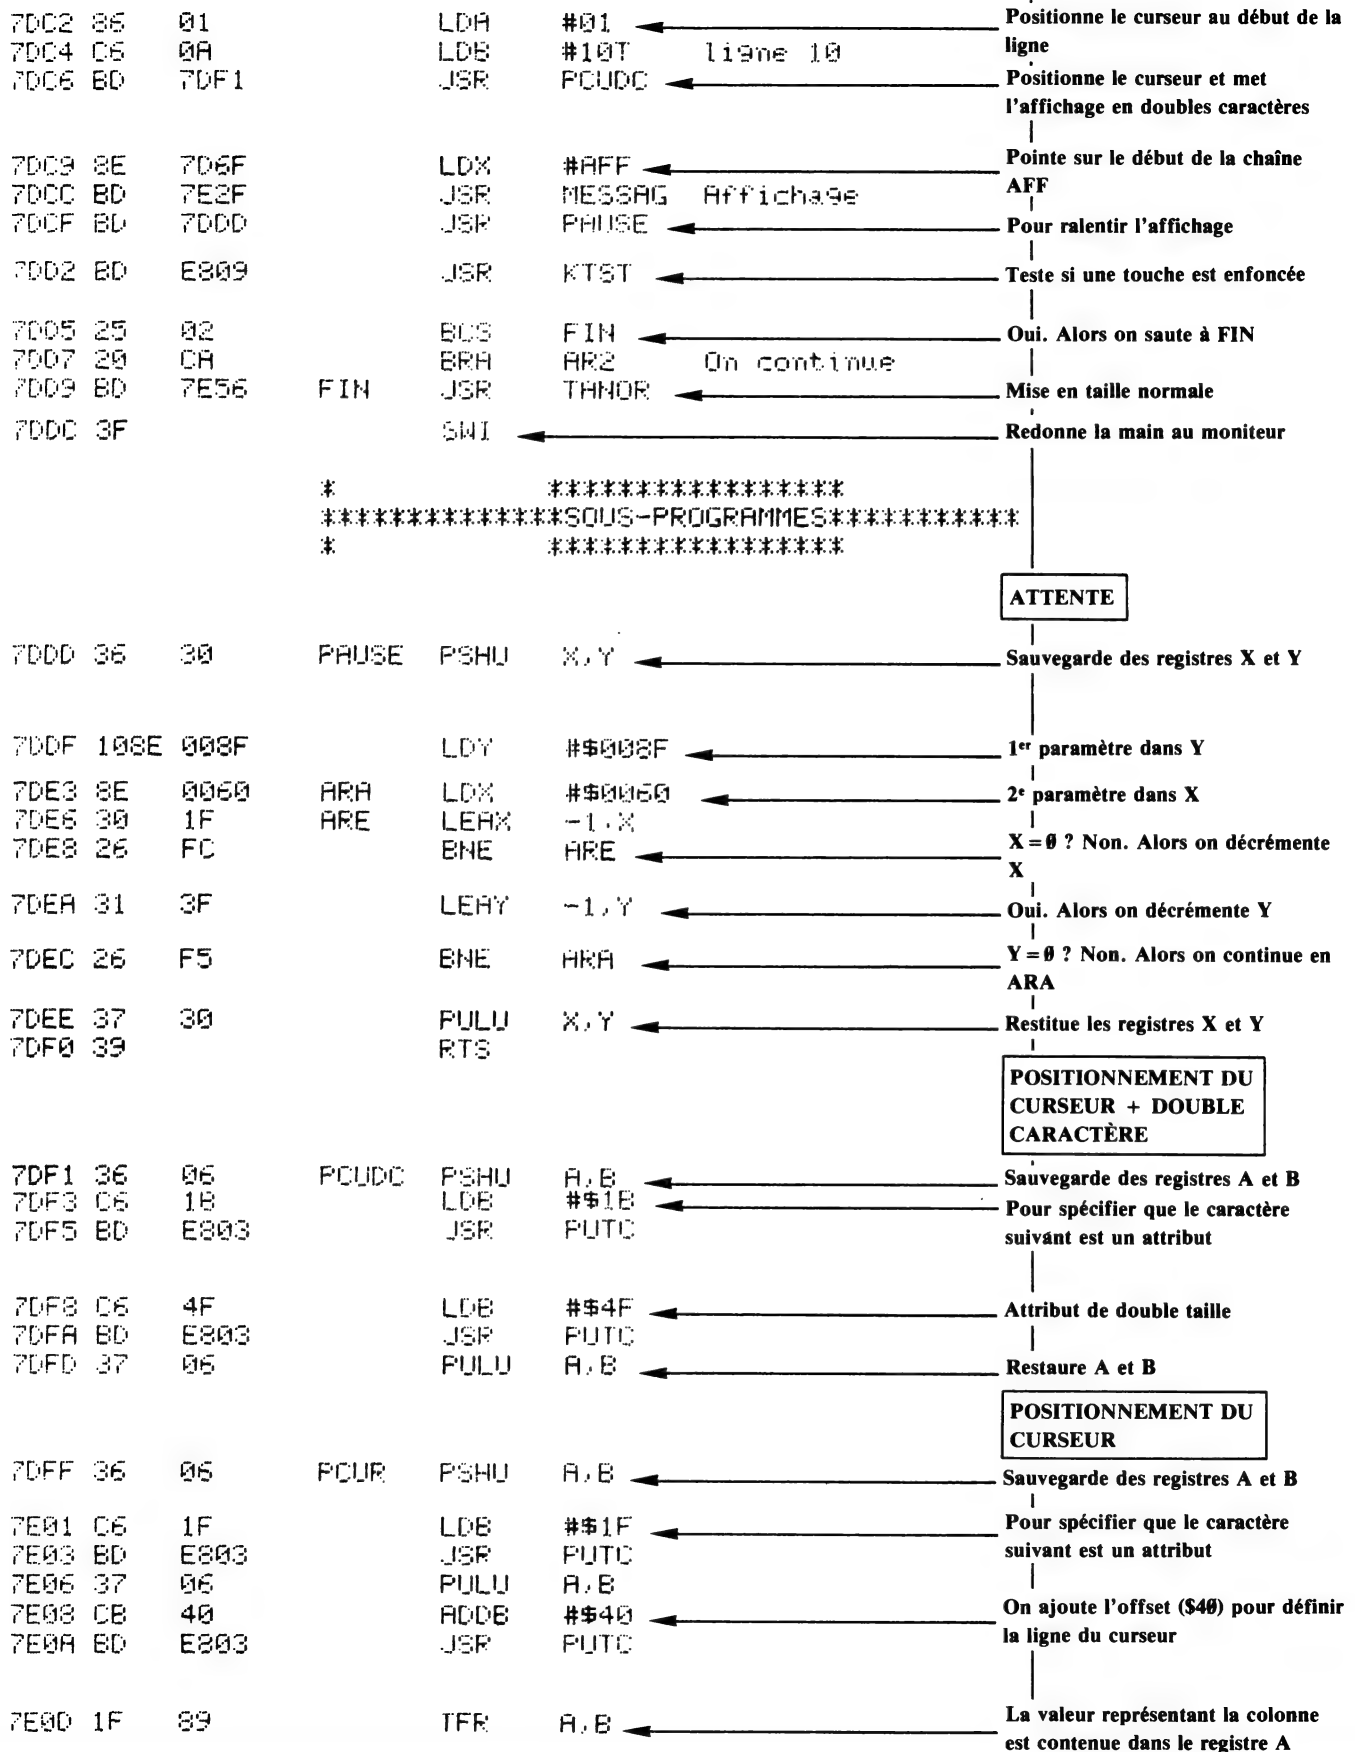 7DC2 86 01 LDA #01 Positionne le curseur au début de la
7DC4 C6 0A LDB #10T ligne 10 ligne
7DC6 BD 7DF1 JSR PCUDC Positionne le curseur et met
l'affichage en doubles caractères
7DC9 8E 7D6F LDX #AFF Pointe sur le début de la chaîne
AFF
7DCC BD 7E2F JSR MESSAG Affichage
7DCF BD 7DDD JSR PAUSE Pour ralentir l'affichage
7DD2 BD E809 JSR KTST Teste si une touche est enfoncée
7DD5 25 02 BCS FIN Oui. Alors on saute à FIN
7DD7 20 CA BRA AR2 On continue
7DD9 BD 7E56 FIN JSR TANOR Mise en taille normale
7DDC 3F SWI Redonne la main au moniteur
* *****************
**************SOUS-PROGRAMMES************
* *****************
ATTENTE
7DDD 36 30 PAUSE PSHU X,Y Sauvegarde des registres X et Y
7DDF 108E 008F LDY #$008F 1er paramètre dans Y
7DE3 8E 0060 ARA LDX #$0060 2e paramètre dans X
7DE6 30 1F ARE LEAX -1,X
7DE8 26 FC BNE ARE X = 0 ? Non. Alors on décrémente
X
7DEA 31 3F LEAY -1,Y Oui. Alors on décrémente Y
7DEC 26 F5 BNE ARA Y = 0 ? Non. Alors on continue en
ARA
7DEE 37 30 PULU X,Y Restitue les registres X et Y
7DF0 39 RTS
POSITIONNEMENT DU
CURSEUR + DOUBLE
CARACTÈRE
7DF1 36 06 PCUDC PSHU A,B Sauvegarde des registres A et B
7DF3 C6 1B LDB #$1B Pour spécifier que le caractère
7DF5 BD E803 JSR PUTC suivant est un attribut
7DF8 C6 4F LDB #$4F Attribut de double taille
7DFA BD E803 JSR PUTC
7DFD 37 06 PULU A,B Restaure A et B
POSITIONNEMENT DU
CURSEUR
7DFF 36 06 PCUR PSHU A,B Sauvegarde des registres A et B
7E01 C6 1F LDB #$1F Pour spécifier que le caractère
7E03 BD E803 JSR PUTC suivant est un attribut
7E06 37 06 PULU A,B
7E08 CB 40 ADDB #$40 On ajoute l'offset ($40) pour définir
7E0A BD E803 JSR PUTC la ligne du curseur
7E0D 1F 89 TFR A,B La valeur représentant la colonne
est contenue dans le registre A